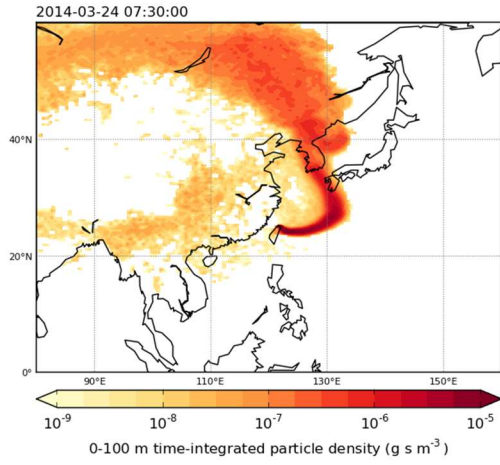 2014-03-24 07:30:00
40°N
20°N
0°
90°E 110°E 130°E 150°E
10⁻⁹ 10⁻⁸ 10⁻⁷ 10⁻⁶ 10⁻⁵
0-100 m time-integrated particle density (g s m⁻³)